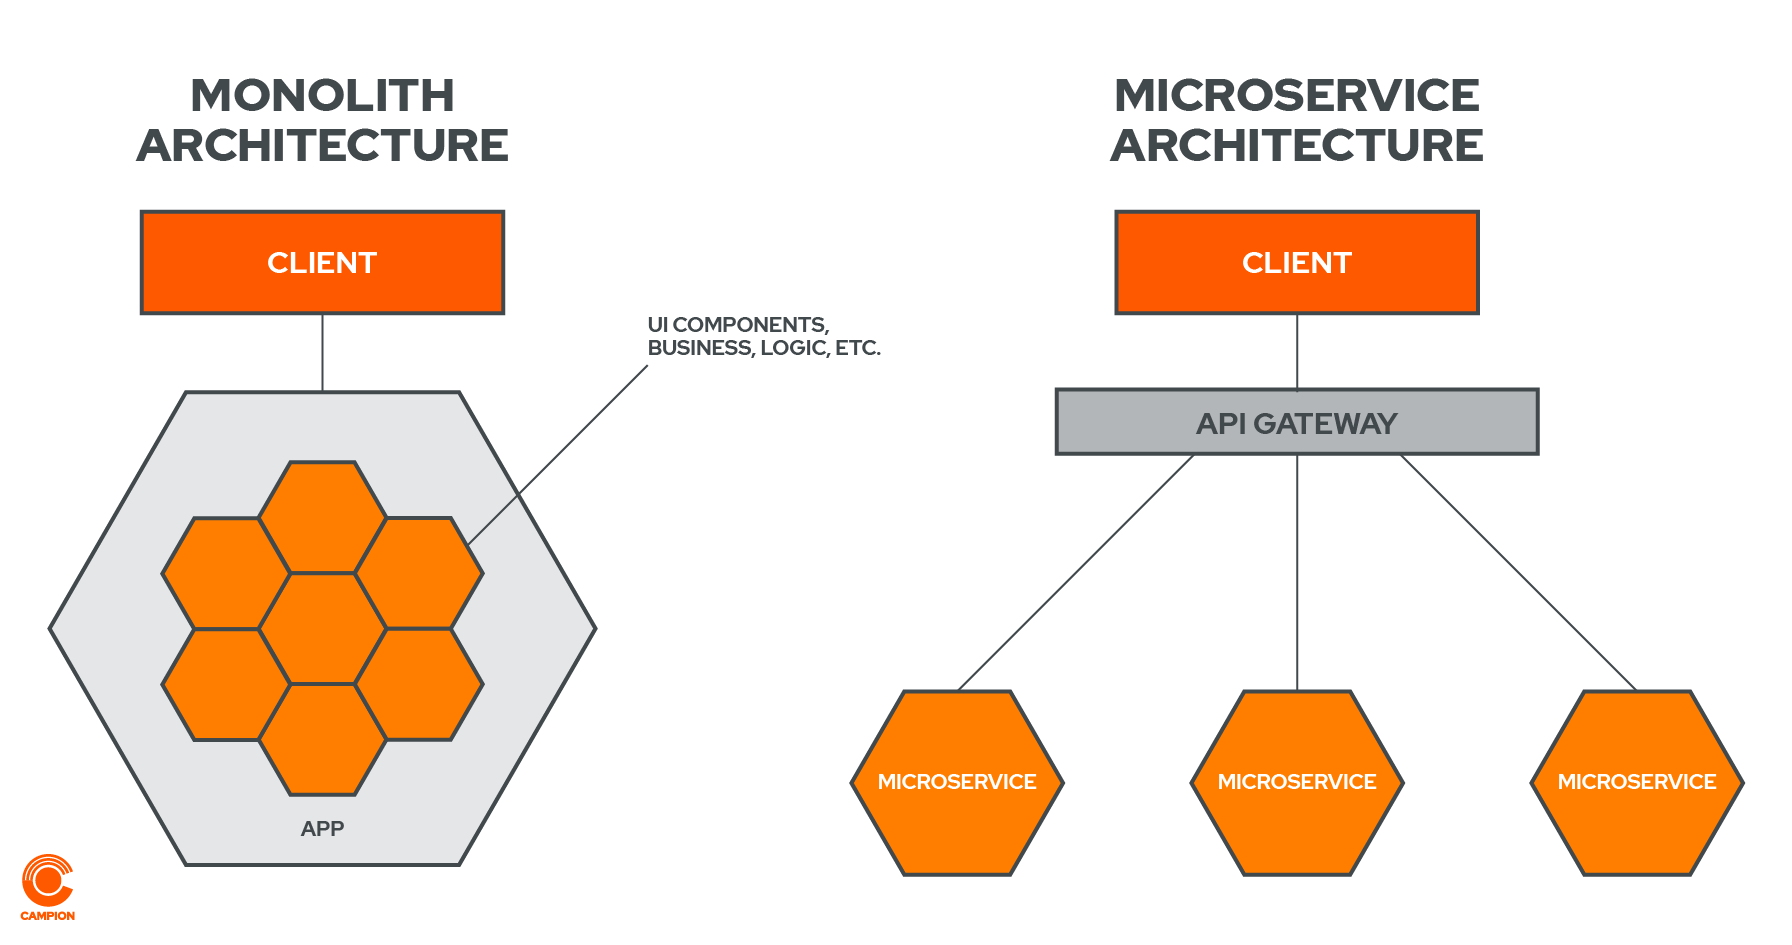 MONOLITH
ARCHITECTURE
CLIENT
UI COMPONENTS,
BUSINESS, LOGIC, ETC.
APP
CAMPION
MICROSERVICE
ARCHITECTURE
CLIENT
API GATEWAY
MICROSERVICE
MICROSERVICE
MICROSERVICE